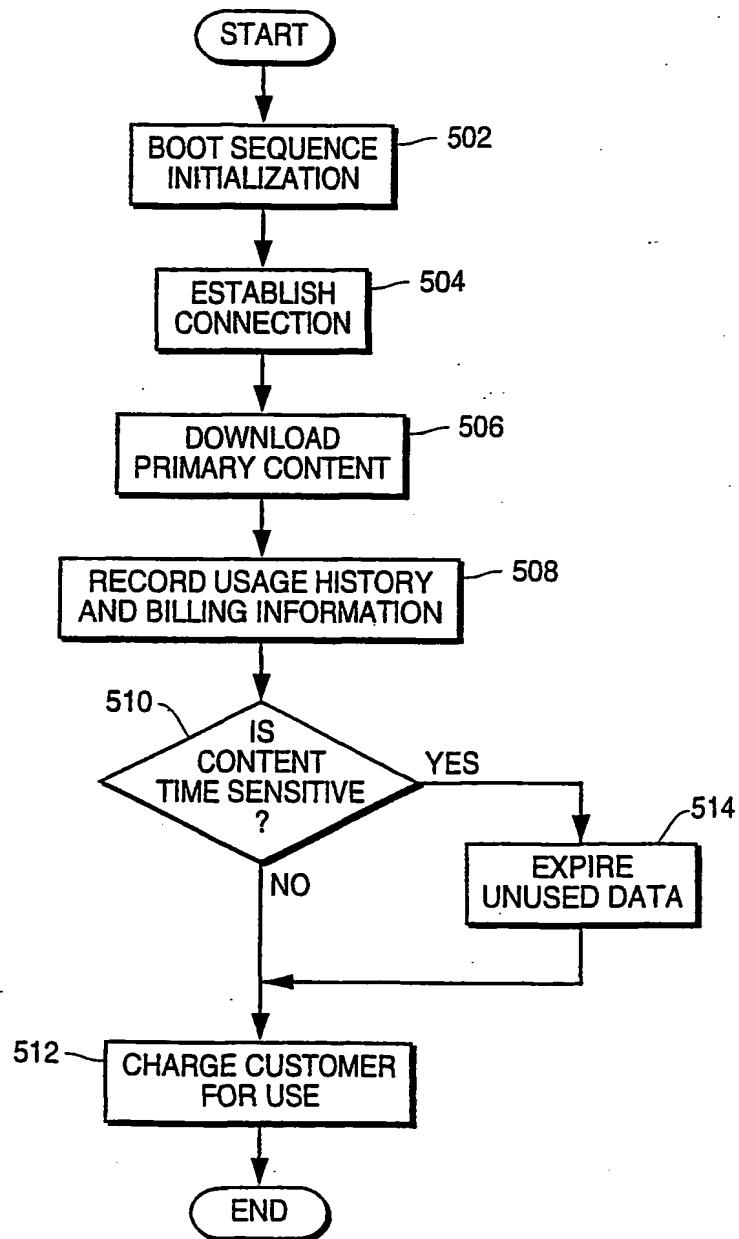 START
BOOT SEQUENCE
INITIALIZATION
502
ESTABLISH
CONNECTION
504
DOWNLOAD
PRIMARY CONTENT
506
RECORD USAGE HISTORY
AND BILLING INFORMATION
508
510
IS
CONTENT
TIME SENSITIVE
?
YES
NO
514
EXPIRE
UNUSED DATA
512
CHARGE CUSTOMER
FOR USE
END